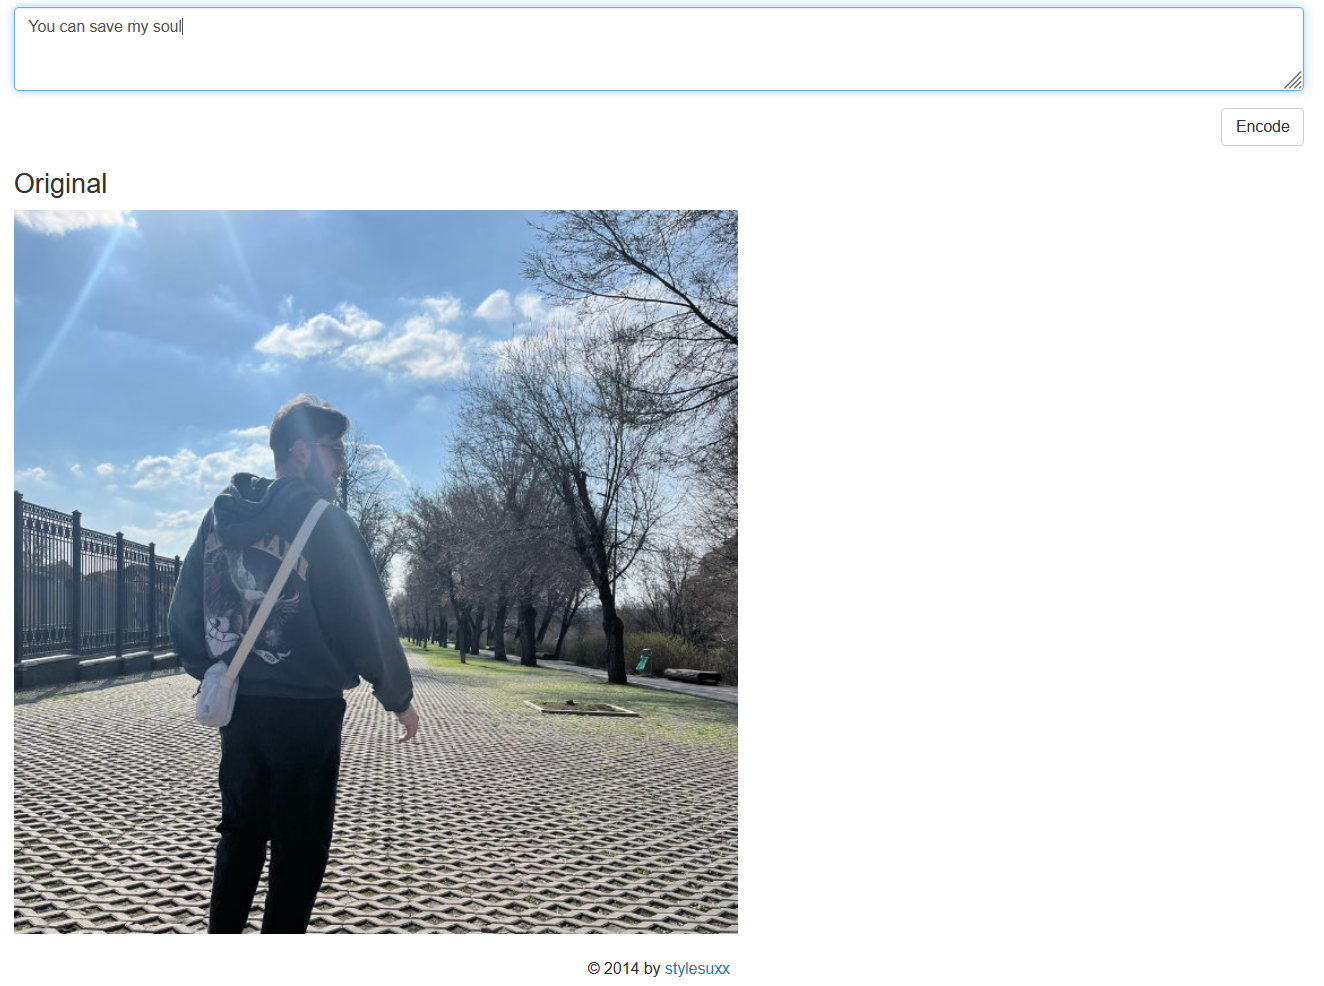 You can save my soul
Encode
Original
© 2014 by stylesuxx